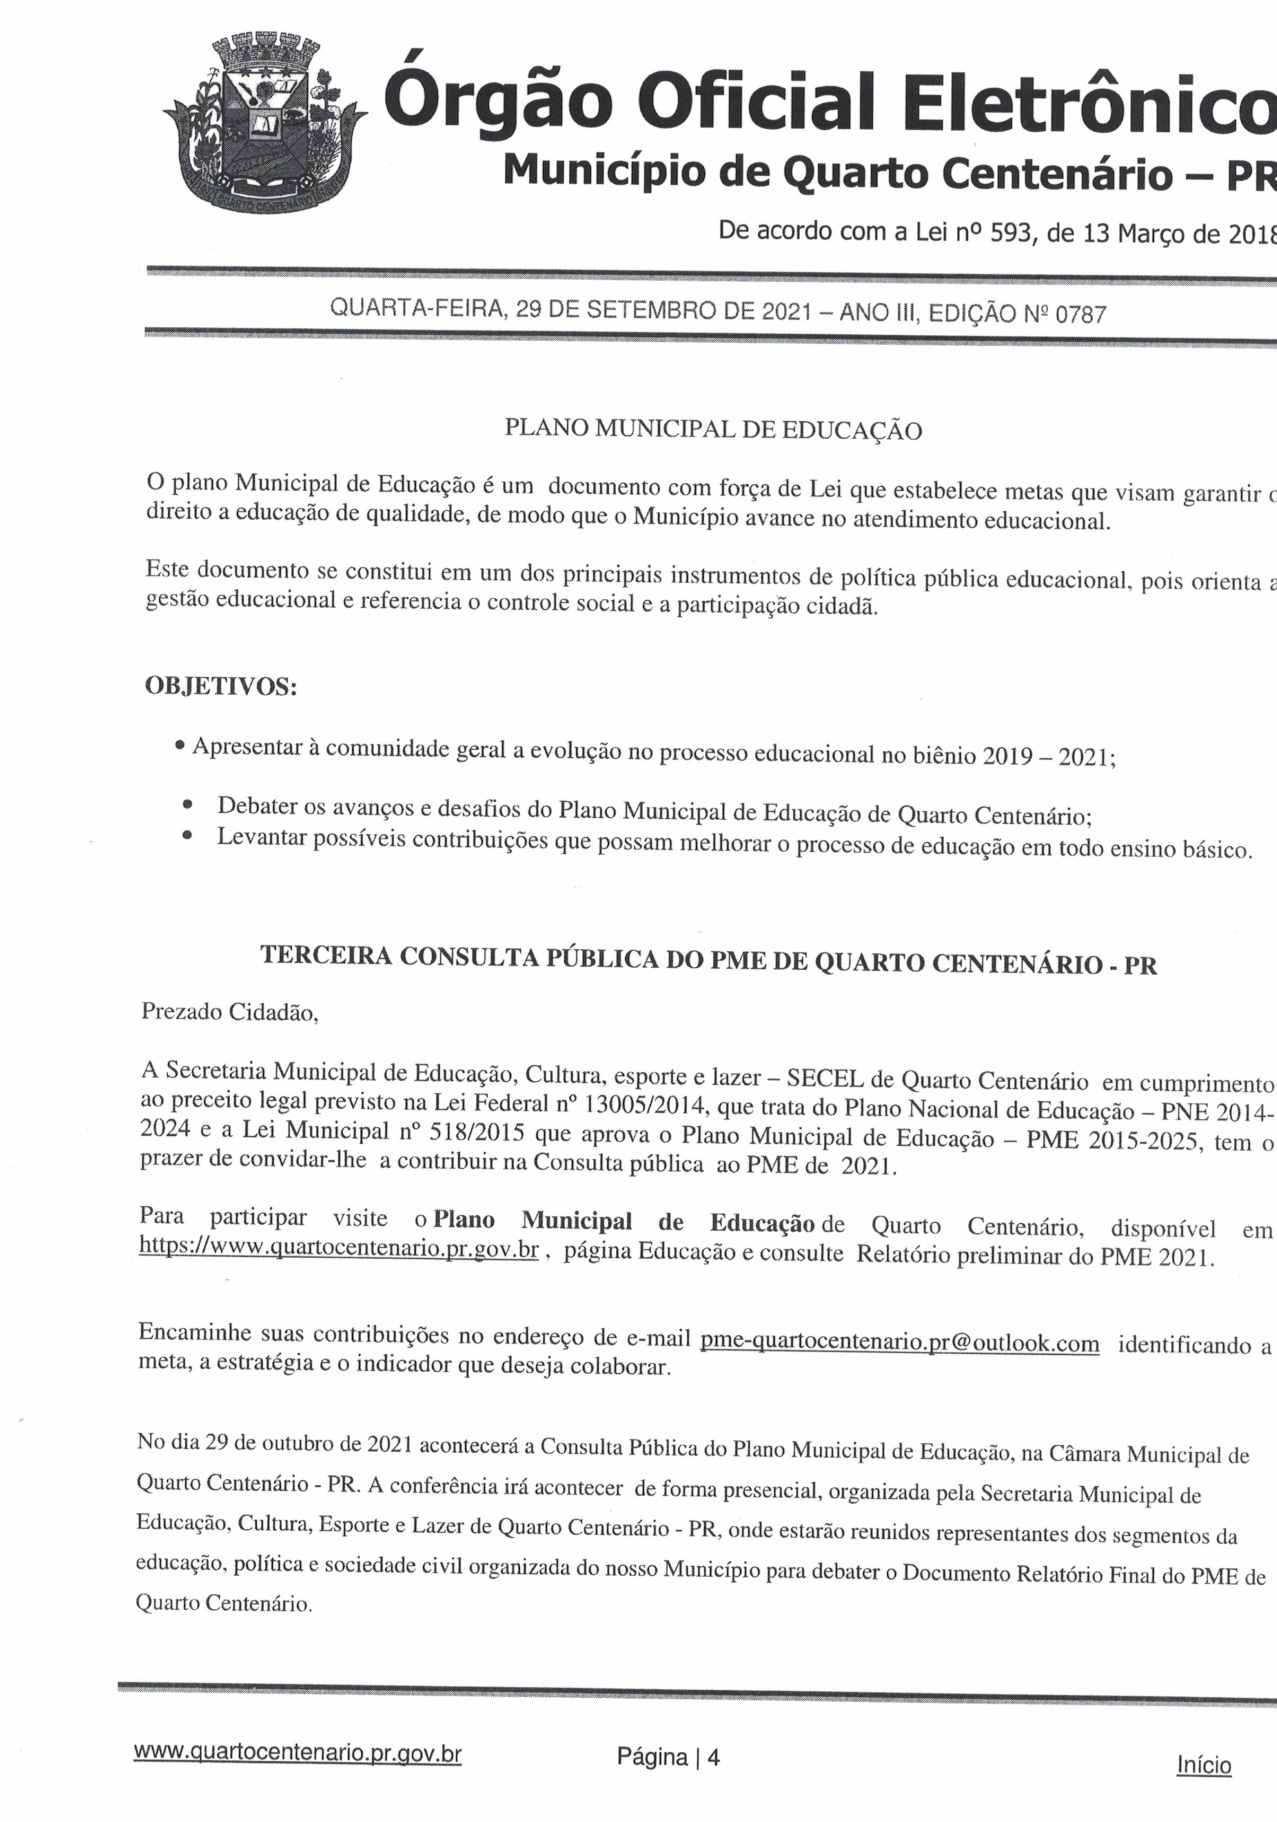 QUARTO CENTENÁRIO
Órgão Oficial Eletrônico
Município de Quarto Centenário – PR
De acordo com a Lei nº 593, de 13 Março de 2018
QUARTA-FEIRA, 29 DE SETEMBRO DE 2021 – ANO III, EDIÇÃO Nº 0787
PLANO MUNICIPAL DE EDUCAÇÃO
O plano Municipal de Educação é um documento com força de Lei que estabelece metas que visam garantir o
direito a educação de qualidade, de modo que o Município avance no atendimento educacional.
Este documento se constitui em um dos principais instrumentos de política pública educacional, pois orienta a
gestão educacional e referencia o controle social e a participação cidadã.
OBJETIVOS:
• Apresentar à comunidade geral a evolução no processo educacional no biênio 2019 – 2021;
• Debater os avanços e desafios do Plano Municipal de Educação de Quarto Centenário;
• Levantar possíveis contribuições que possam melhorar o processo de educação em todo ensino básico.
TERCEIRA CONSULTA PÚBLICA DO PME DE QUARTO CENTENÁRIO - PR
Prezado Cidadão,
A Secretaria Municipal de Educação, Cultura, esporte e lazer – SECEL de Quarto Centenário em cumprimento
ao preceito legal previsto na Lei Federal nº 13005/2014, que trata do Plano Nacional de Educação – PNE 2014-
2024 e a Lei Municipal nº 518/2015 que aprova o Plano Municipal de Educação – PME 2015-2025, tem o
prazer de convidar-lhe a contribuir na Consulta pública ao PME de 2021.
Para participar visite o Plano Municipal de Educação de Quarto Centenário, disponível em
https://www.quartocentenario.pr.gov.br , página Educação e consulte Relatório preliminar do PME 2021.
Encaminhe suas contribuições no endereço de e-mail pme-quartocentenario.pr@outlook.com identificando a
meta, a estratégia e o indicador que deseja colaborar.
No dia 29 de outubro de 2021 acontecerá a Consulta Pública do Plano Municipal de Educação, na Câmara Municipal de
Quarto Centenário - PR. A conferência irá acontecer de forma presencial, organizada pela Secretaria Municipal de
Educação, Cultura, Esporte e Lazer de Quarto Centenário - PR, onde estarão reunidos representantes dos segmentos da
educação, política e sociedade civil organizada do nosso Município para debater o Documento Relatório Final do PME de
Quarto Centenário.
www.quartocentenario.pr.gov.br
Página | 4
Início